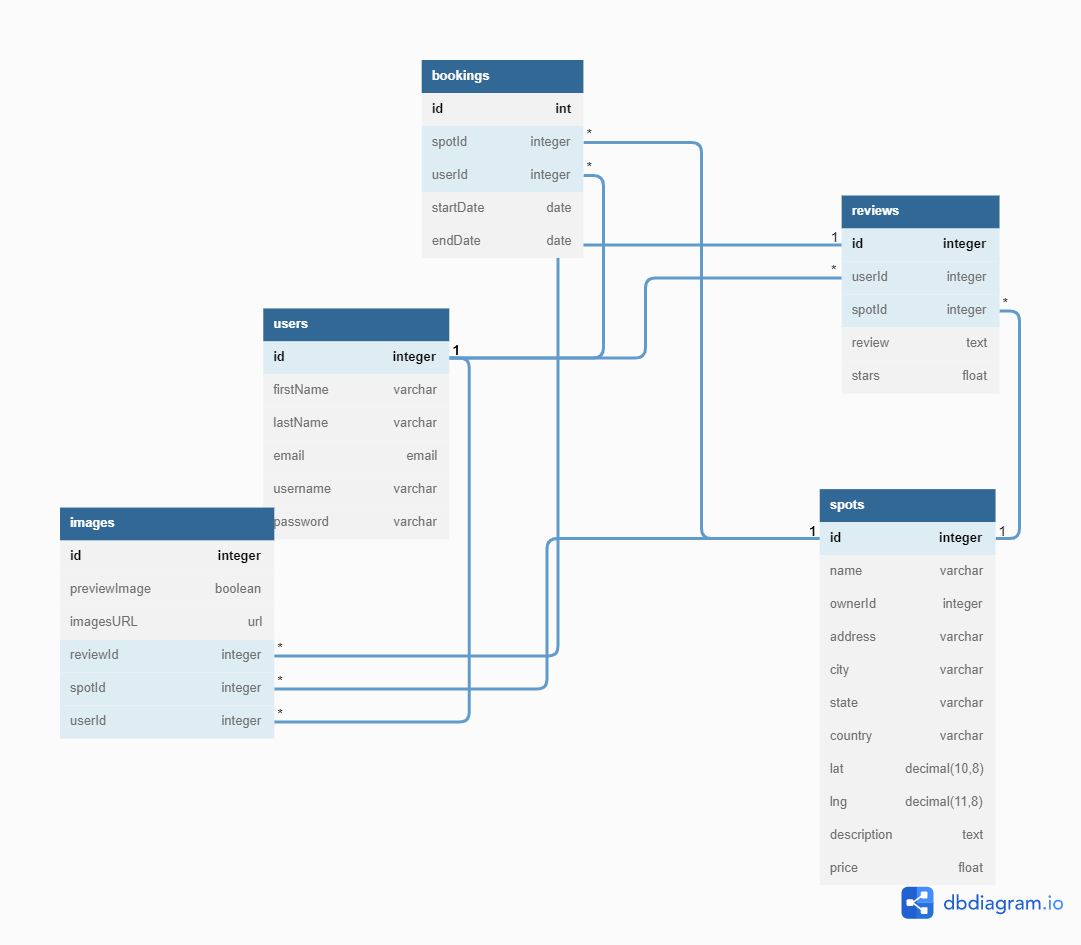 bookings
id int
spotId integer
userId integer
startDate date
endDate date
*
*
reviews
id integer
userId integer
spotId integer
review text
stars float
1
*
*
users
id integer
firstName varchar
lastName varchar
email email
username varchar
password varchar
1
images
id integer
previewImage boolean
imagesURL url
reviewId integer
spotId integer
userId integer
*
*
*
spots
id integer
name varchar
ownerId integer
address varchar
city varchar
state varchar
country varchar
lat decimal(10,8)
lng decimal(11,8)
description text
price float
1
1
dbdiagram.io